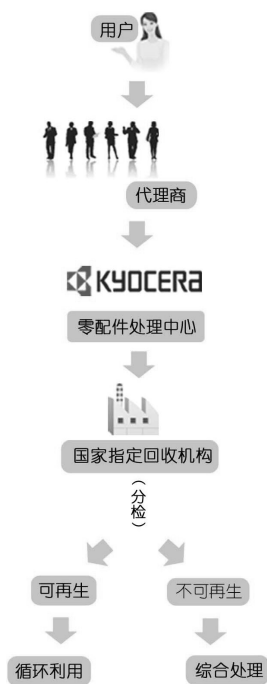 用户
代理商
KYOCERA
零配件处理中心
国家指定回收机构
（分检）
可再生 不可再生
循环利用 综合处理